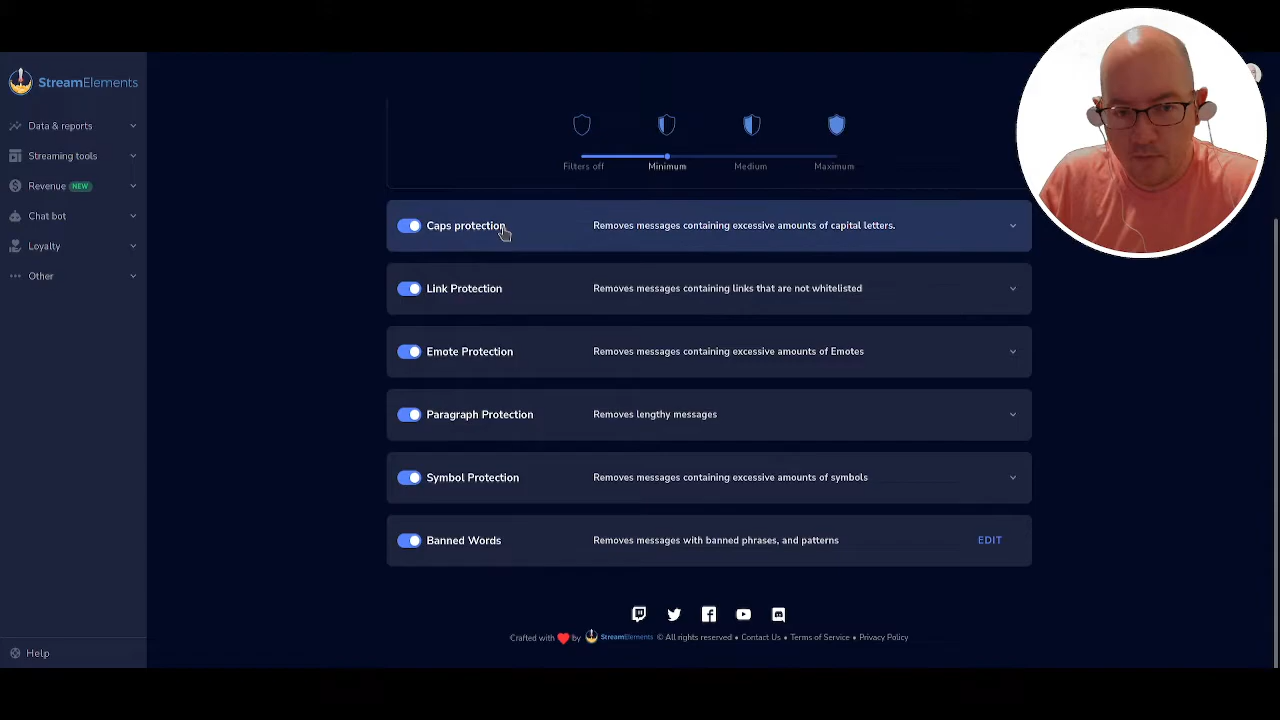 StreamElements
Data & reports
Streaming tools
Revenue NEW
Chat bot
Loyalty
Other
Help
Filters off
Minimum
Medium
Maximum
Caps protection Removes messages containing excessive amounts of capital letters.
Link Protection Removes messages containing links that are not whitelisted
Emote Protection Removes messages containing excessive amounts of Emotes
Paragraph Protection Removes lengthy messages
Symbol Protection Removes messages containing excessive amounts of symbols
Banned Words Removes messages with banned phrases, and patterns EDIT
Crafted with ❤ by StreamElements © All rights reserved • Contact Us • Terms of Service • Privacy Policy